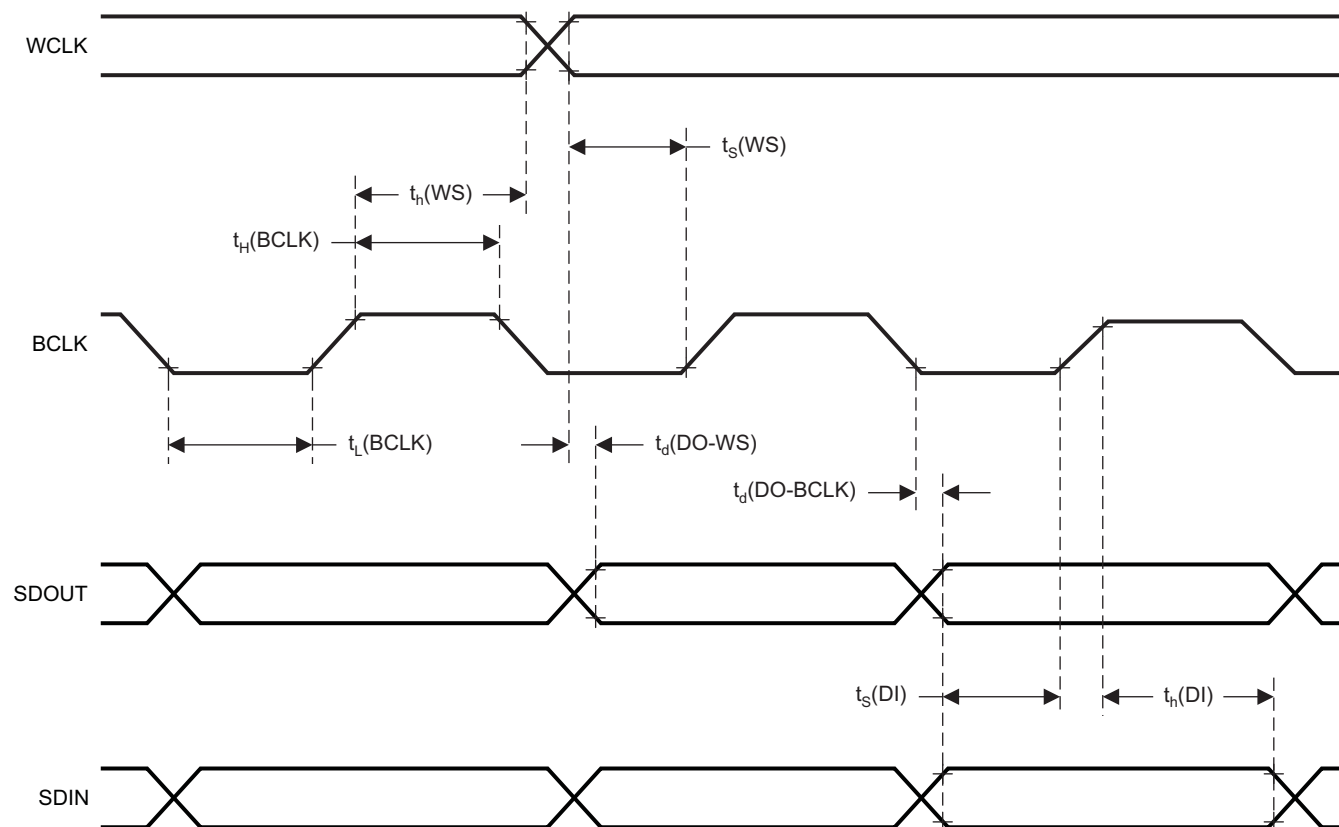 WCLK
tS(WS)
th(WS)
tH(BCLK)
BCLK
tL(BCLK)
td(DO-WS)
td(DO-BCLK)
SDOUT
tS(DI)
th(DI)
SDIN